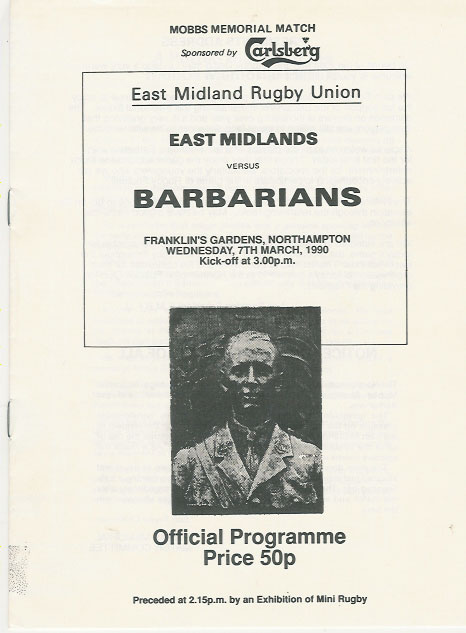 MOBBS MEMORIAL MATCH
Sponsored by Carlsberg
East Midland Rugby Union
EAST MIDLANDS
VERSUS
BARBARIANS
FRANKLIN'S GARDENS, NORTHAMPTON
WEDNESDAY, 7TH MARCH, 1990
Kick-off at 3.00p.m.
Official Programme
Price 50p
Preceded at 2.15p.m. by an Exhibition of Mini Rugby